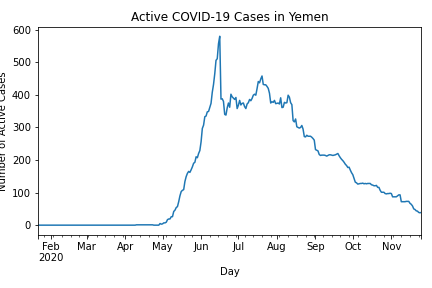 Active COVID-19 Cases in Yemen
Number of Active Cases
600
500
400
300
200
100
0
Feb Mar Apr May Jun Jul Aug Sep Oct Nov
2020
Day